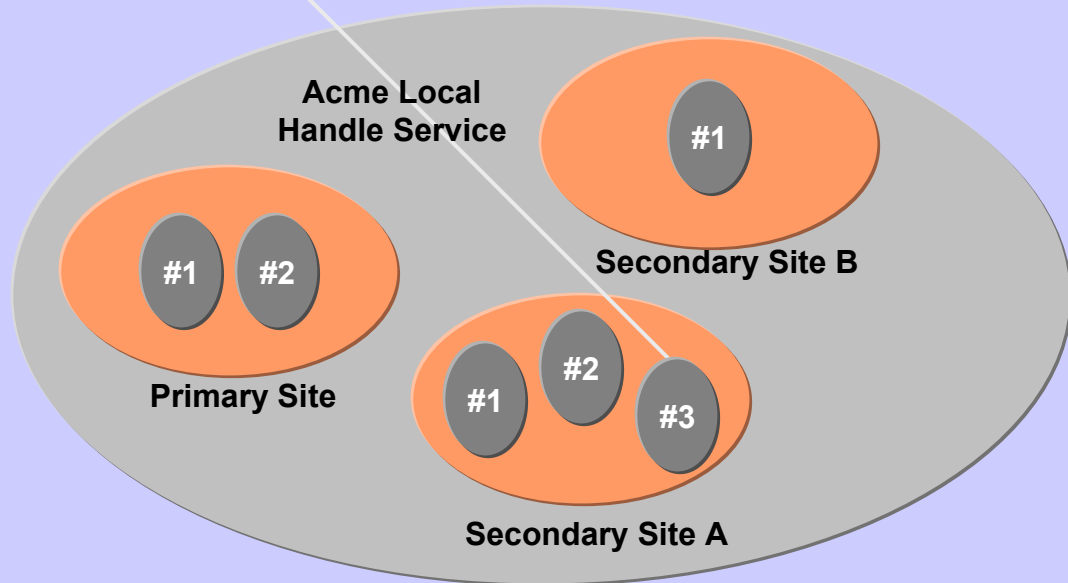 Acme Local
Handle Service
#1
Secondary Site B
#1 #2
Primary Site
#1
#2
#3
Secondary Site A